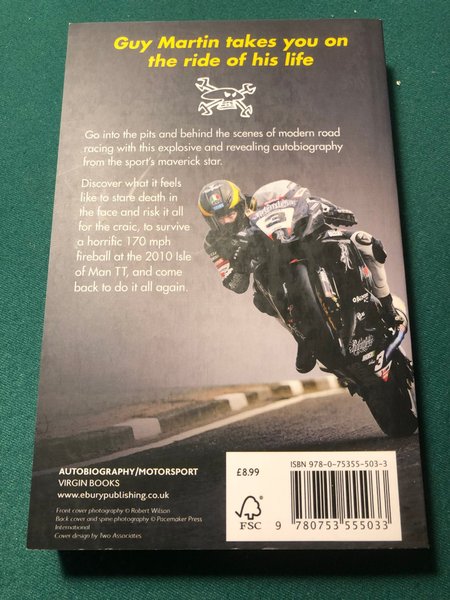 Guy Martin takes you on
the ride of his life
Go into the pits and behind the scenes of modern road
racing with this explosive and revealing autobiography
from the sport's maverick star.
Discover what it feels
like to stare death in
the face and risk it all
for the craic, to survive
a horrific 170 mph
fireball at the 2010 Isle
of Man TT, and come
back to do it all again.
3
AGV
3
AUTOBIOGRAPHY/MOTORSPORT
VIRGIN BOOKS
www.eburypublishing.co.uk
Front cover photography © Robert Wilson
Back cover and spine photography © Pacemaker Press
International
Cover design by Two Associates
£8.99
FSC
ISBN 978-0-75355-503-3
9 780753 555033